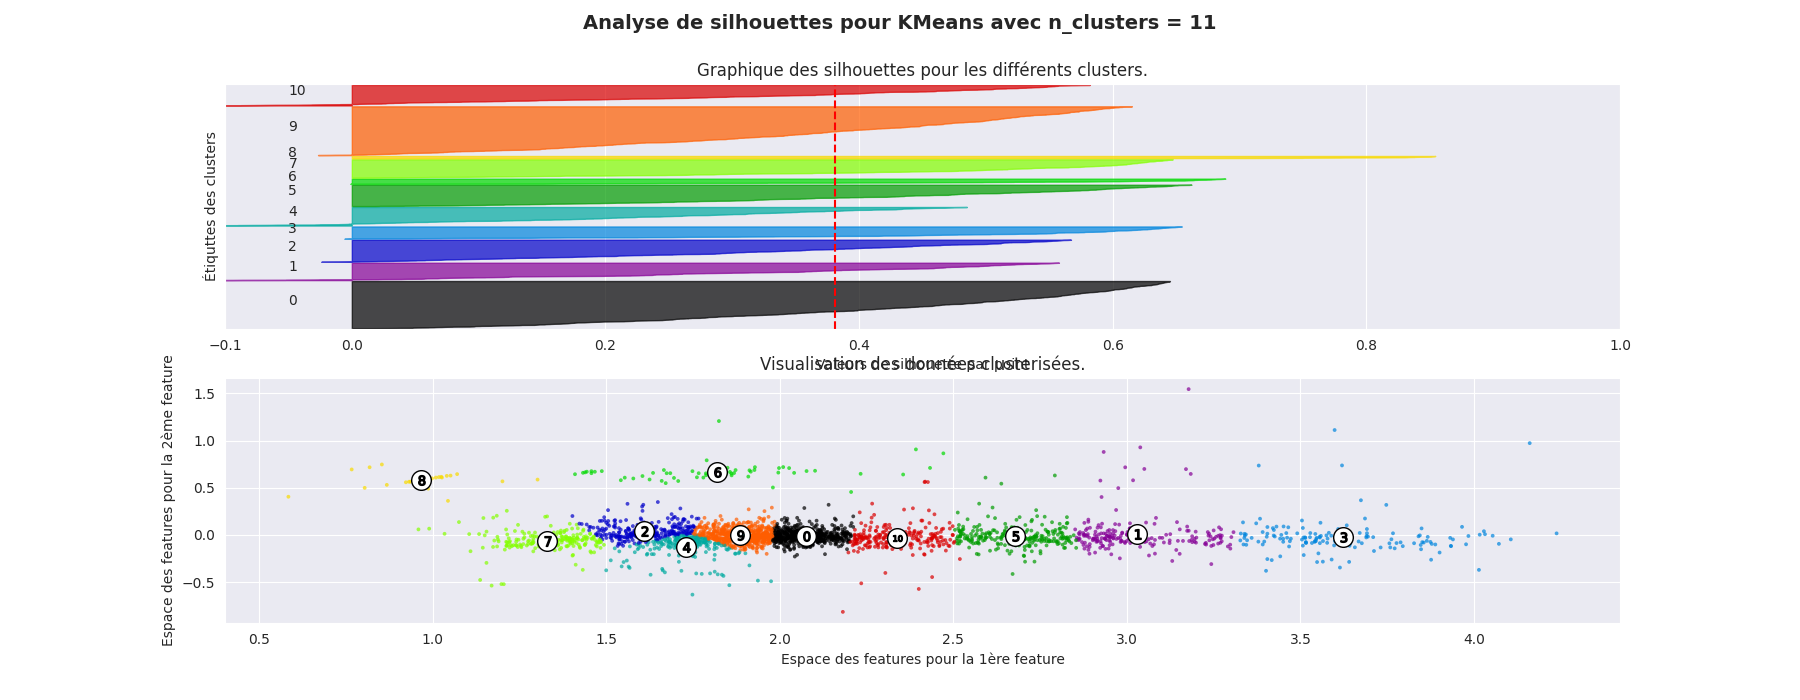 Analyse de silhouettes pour KMeans avec n_clusters = 11
Graphique des silhouettes pour les différents clusters.
Étiquttes des clusters
10
9
8
7
6
5
4
3
2
1
0
−0.1 0.0 0.2 0.4 0.6 0.8 1.0
Visualisation des données clusterisées.
Espace des features pour la 2ème feature
1.5
1.0
0.5
0.0
−0.5
8 7 2 4 6 9 0 10 5 1 3
0.5 1.0 1.5 2.0 2.5 3.0 3.5 4.0
Espace des features pour la 1ère feature